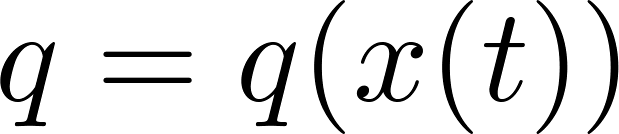 q = q(x(t))